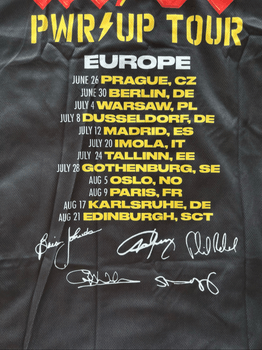 PWR/UP TOUR
EUROPE
JUNE 26 PRAGUE, CZ
JUNE 30 BERLIN, DE
JULY 4 WARSAW, PL
JULY 8 DUSSELDORF, DE
JULY 12 MADRID, ES
JULY 20 IMOLA, IT
JULY 24 TALLINN, EE
JULY 28 GOTHENBURG, SE
AUG 5 OSLO, NO
AUG 9 PARIS, FR
AUG 17 KARLSRUHE, DE
AUG 21 EDINBURGH, SCT